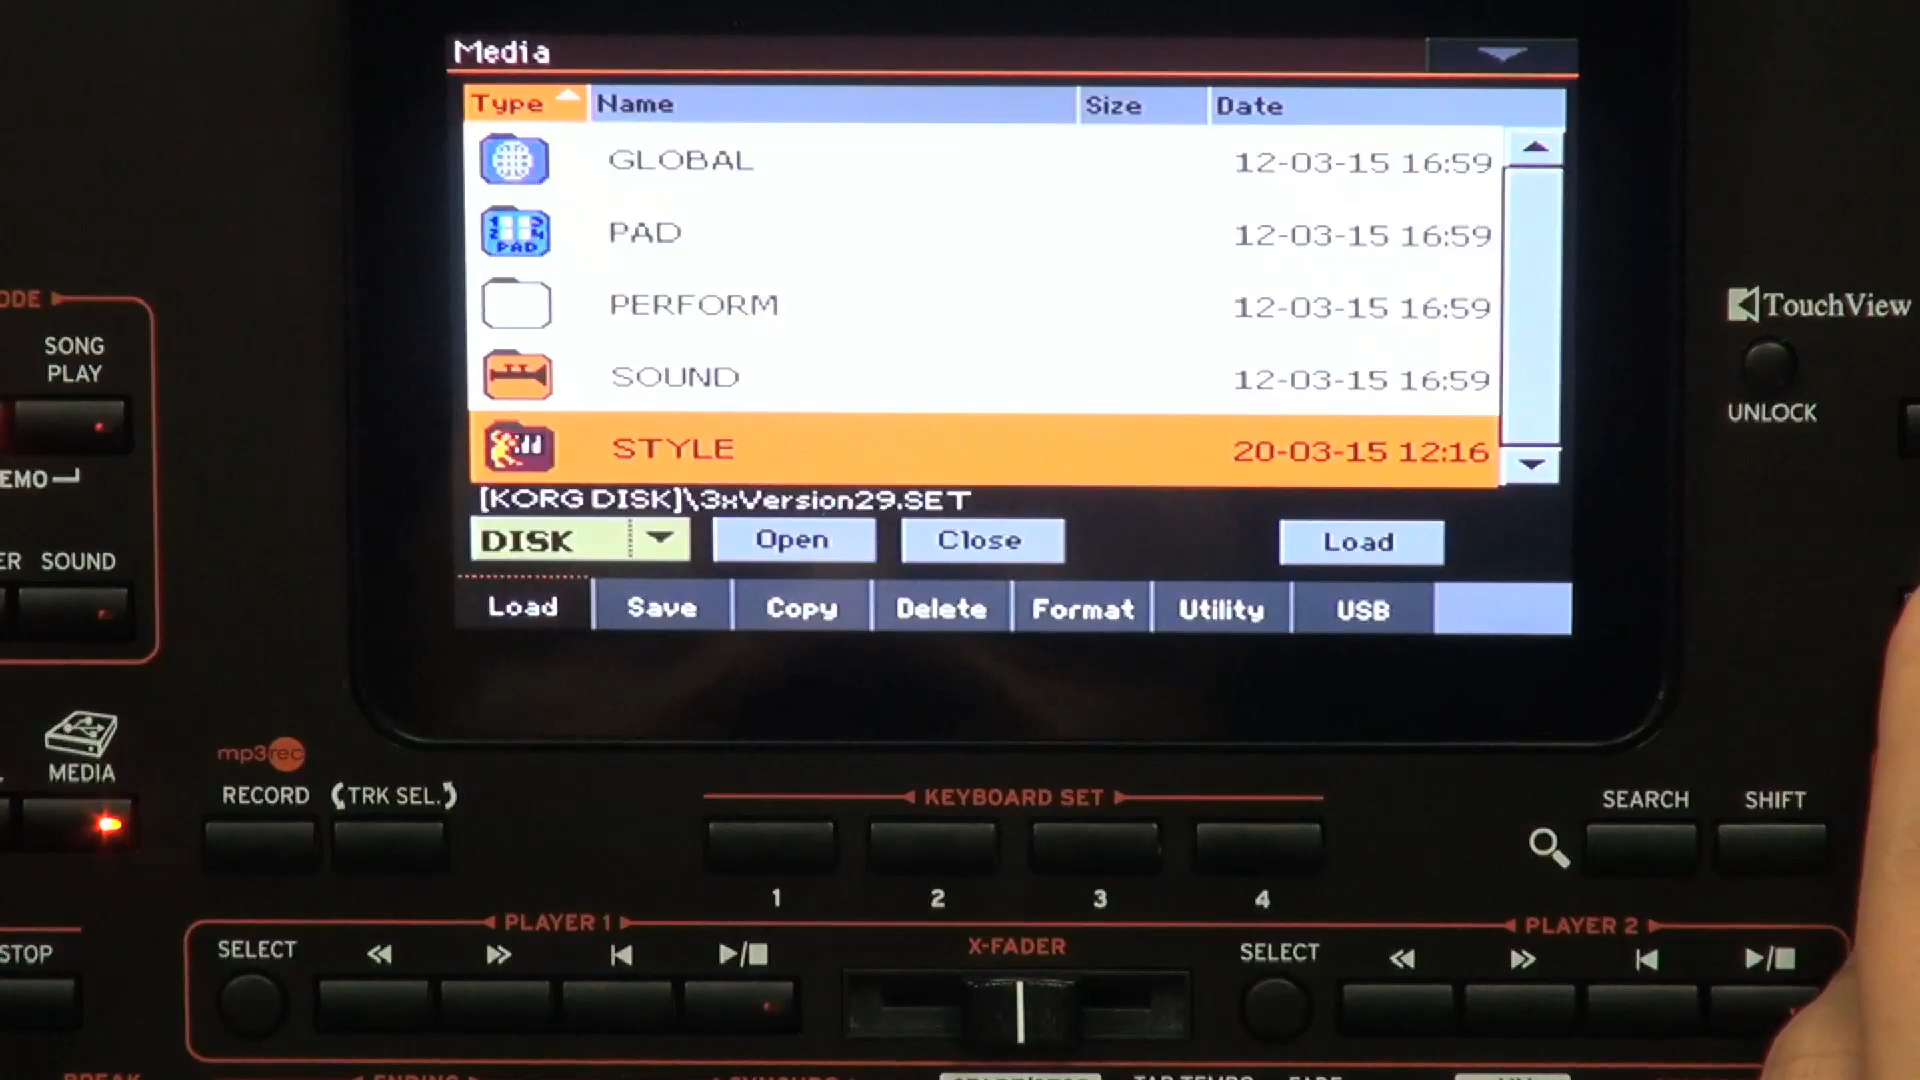 Media
Type Name Size Date
GLOBAL 12-03-15 16:59
PAD
PAD 12-03-15 16:59
PERFORM 12-03-15 16:59
SOUND 12-03-15 16:59
STYLE 20-03-15 12:16
[KORG DISK]\3xVersion29.SET
DISK Open Close Load
Load Save Copy Delete Format Utility USB
SONG
PLAY
SOUND
MEDIA
TouchView
UNLOCK
mp3rec
RECORD TRK SEL.
KEYBOARD SET
1 2 3 4
SEARCH SHIFT
STOP
PLAYER 1
SELECT
X-FADER
PLAYER 2
SELECT